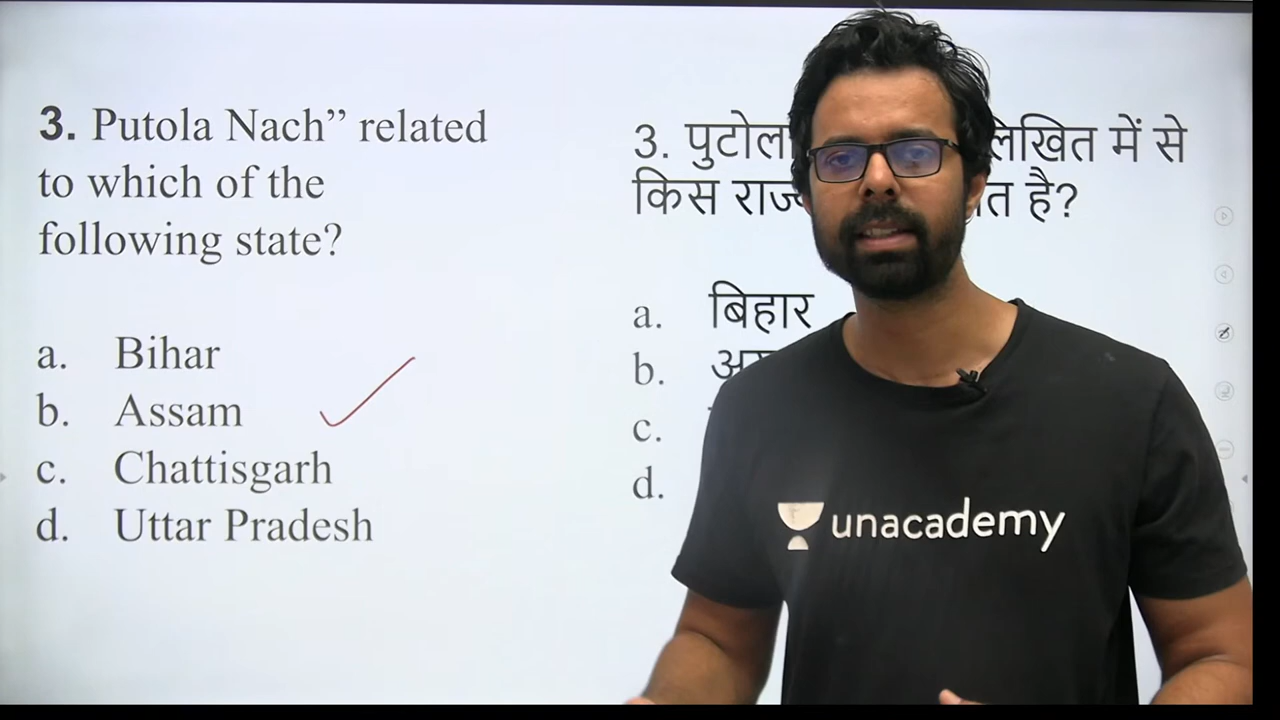 3. Putola Nach” related
to which of the
following state?
a. Bihar
b. Assam
c. Chattisgarh
d. Uttar Pradesh
3. पुटोल
लिखित में से
किस
है?
a. बिहार
b.
c.
d.
unacademy